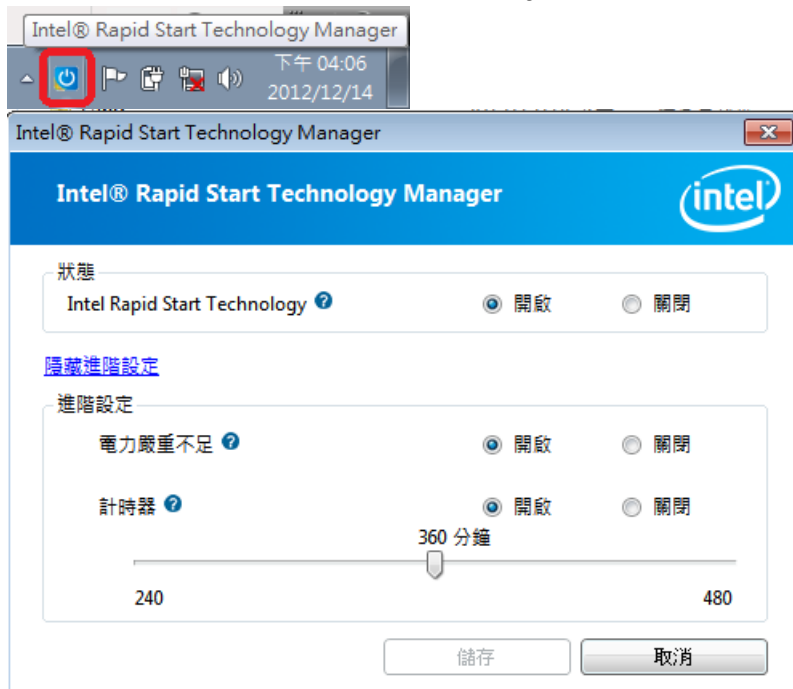 Intel® Rapid Start Technology Manager
下午 04:06
2012/12/14
Intel® Rapid Start Technology Manager
Intel® Rapid Start Technology Manager
intel
狀態
Intel Rapid Start Technology ? 開啟 關閉
隱藏進階設定
進階設定
電力嚴重不足 ? 開啟 關閉
計時器 ? 開啟 關閉
360 分鐘
240 480
儲存 取消